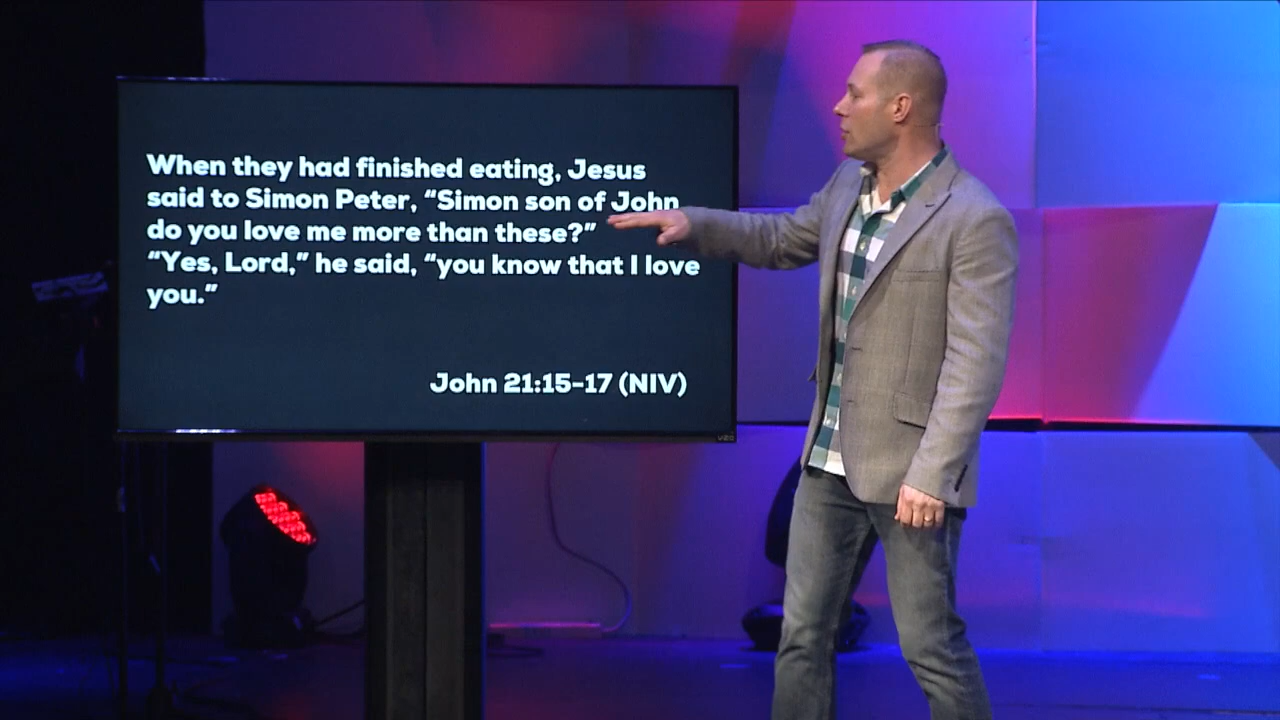 When they had finished eating, Jesus
said to Simon Peter, “Simon son of John
do you love me more than these?”
“Yes, Lord,” he said, “you know that I love
you.”
John 21:15-17 (NIV)